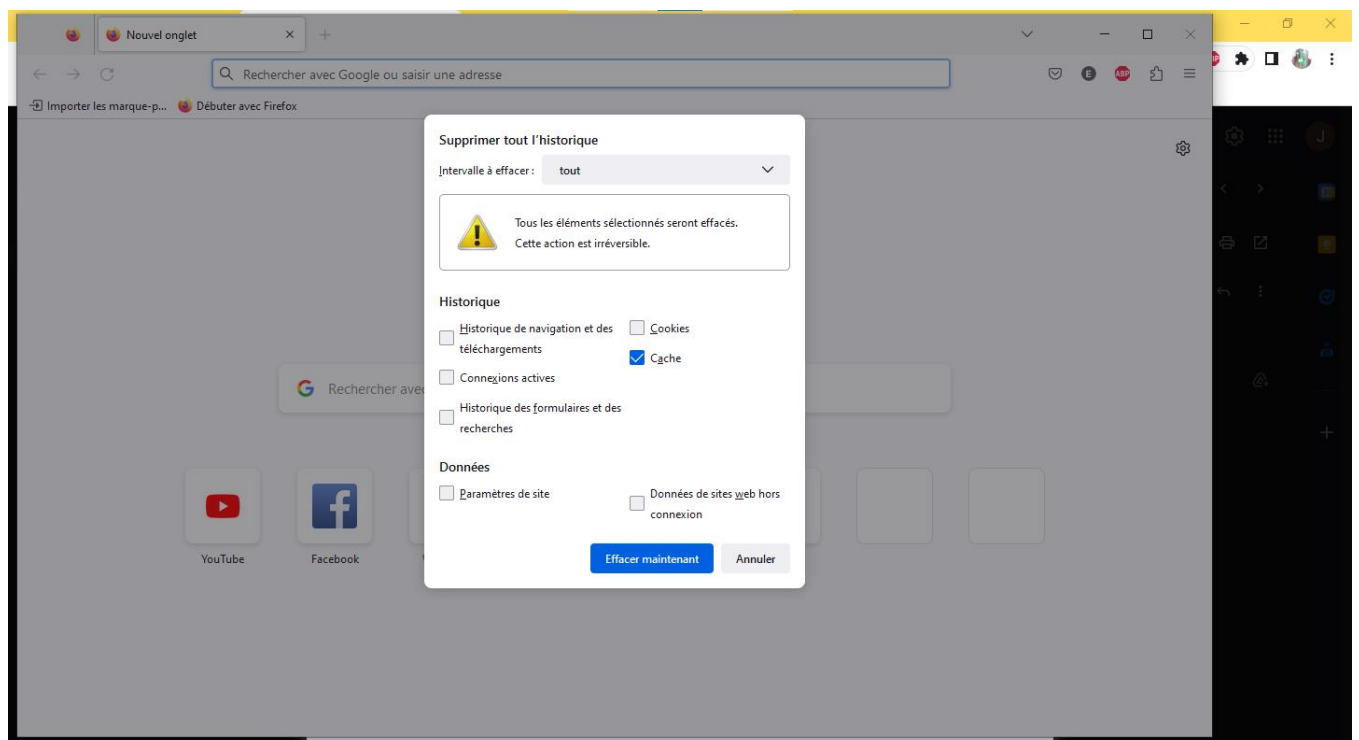 Nouvel onglet
Rechercher avec Google ou saisir une adresse
E
ABP
Importer les marque-p...
Débuter avec Firefox
J
Supprimer tout l'historique
Intervalle à effacer : tout
Tous les éléments sélectionnés seront effacés.
Cette action est irréversible.
Historique
Historique de navigation et des
téléchargements
Cookies
Cache
Connexions actives
G Rechercher avec
Historique des formulaires et des
recherches
Données
Paramètres de site
Données de sites web hors
connexion
YouTube
Facebook
Effacer maintenant
Annuler